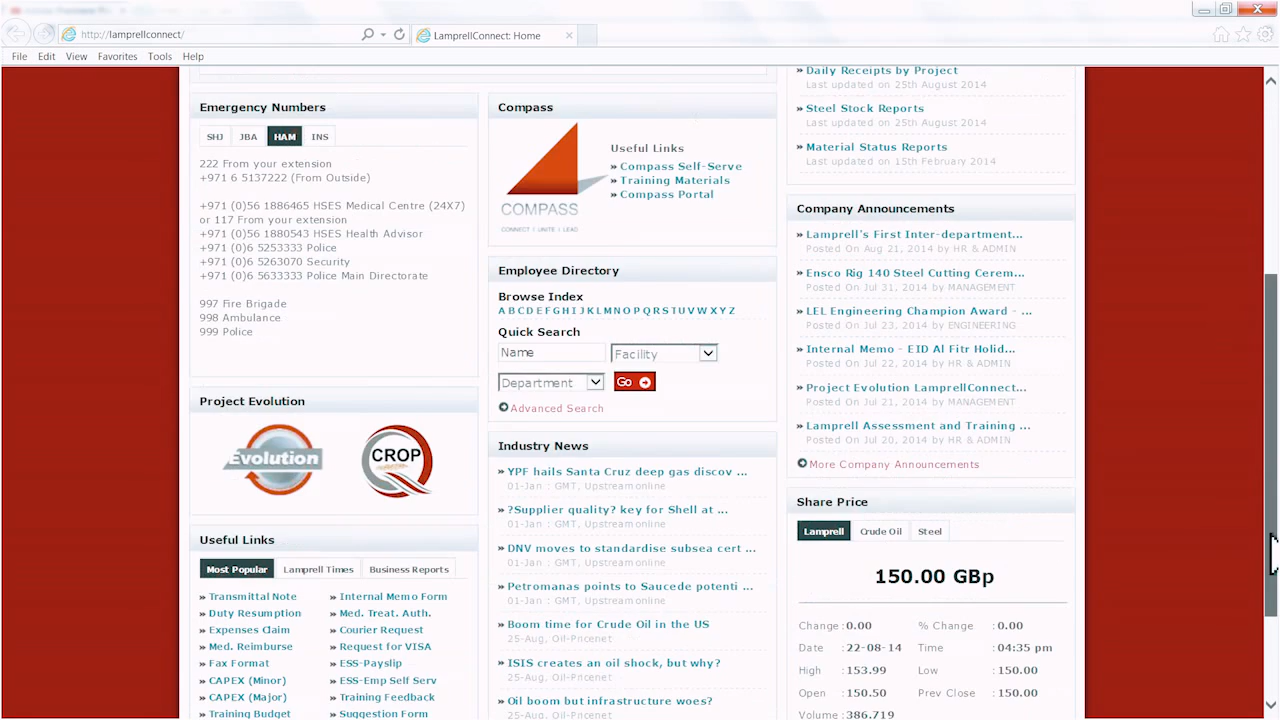 http://lamprellconnect/
LamprellConnect: Home
File Edit View Favorites Tools Help
Emergency Numbers
SHJ JBA HAM INS
222 From your extension
+971 6 5137222 (From Outside)
+971 (0)56 1886465 HSES Medical Centre (24X7)
or 117 From your extension
+971 (0)56 1880543 HSES Health Advisor
+971 (0)6 5253333 Police
+971 (0)6 5263070 Security
+971 (0)6 5633333 Police Main Directorate
997 Fire Brigade
998 Ambulance
999 Police
Project Evolution
Evolution
CROP
Useful Links
Most Popular Lamprell Times Business Reports
» Transmittal Note » Internal Memo Form
» Duty Resumption » Med. Treat. Auth.
» Expenses Claim » Courier Request
» Med. Reimburse » Request for VISA
» Fax Format » ESS-Payslip
» CAPEX (Minor) » ESS-Emp Self Serv
» CAPEX (Major) » Training Feedback
» Training Budget » Suggestion Form
Compass
COMPASS
CONNECT | UNITE | LEAD
Useful Links
» Compass Self-Serve
» Training Materials
» Compass Portal
Employee Directory
Browse Index
A B C D E F G H I J K L M N O P Q R S T U V W X Y Z
Quick Search
Name Facility
Department Go
Advanced Search
Industry News
» YPF hails Santa Cruz deep gas discov ...
01-Jan : GMT, Upstreamonline
» ?Supplier quality? key for Shell at ...
01-Jan : GMT, Upstreamonline
» DNV moves to standardise subsea cert ...
01-Jan : GMT, Upstreamonline
» Petromanas points to Saucede potenti ...
01-Jan : GMT, Upstreamonline
» Boom time for Crude Oil in the US
25-Aug, Oil-Pricenet
» ISIS creates an oil shock, but why?
25-Aug, Oil-Pricenet
» Oil boom but infrastructure woes?
25-Aug, Oil-Pricenet
» Daily Receipts by Project
Last updated on 25th August 2014
» Steel Stock Reports
Last updated on 25th August 2014
» Material Status Reports
Last updated on 15th February 2014
Company Announcements
» Lamprell's First Inter-department...
Posted On Aug 21, 2014 by HR & ADMIN
» Ensco Rig 140 Steel Cutting Cerem...
Posted On Jul 31, 2014 by MANAGEMENT
» LEL Engineering Champion Award - ...
Posted On Jul 23, 2014 by ENGINEERING
» Internal Memo - EID Al Fitr Holid...
Posted On Jul 22, 2014 by HR & ADMIN
» Project Evolution LamprellConnect...
Posted On Jul 21, 2014 by MANAGEMENT
» Lamprell Assessment and Training ...
Posted On Jul 20, 2014 by HR & ADMIN
More Company Announcements
Share Price
Lamprell Crude Oil Steel
150.00 GBp
Change : 0.00 % Change : 0.00
Date : 22-08-14 Time : 04:35 pm
High : 153.99 Low : 150.00
Open : 150.50 Prev Close : 150.00
Volume : 386,719